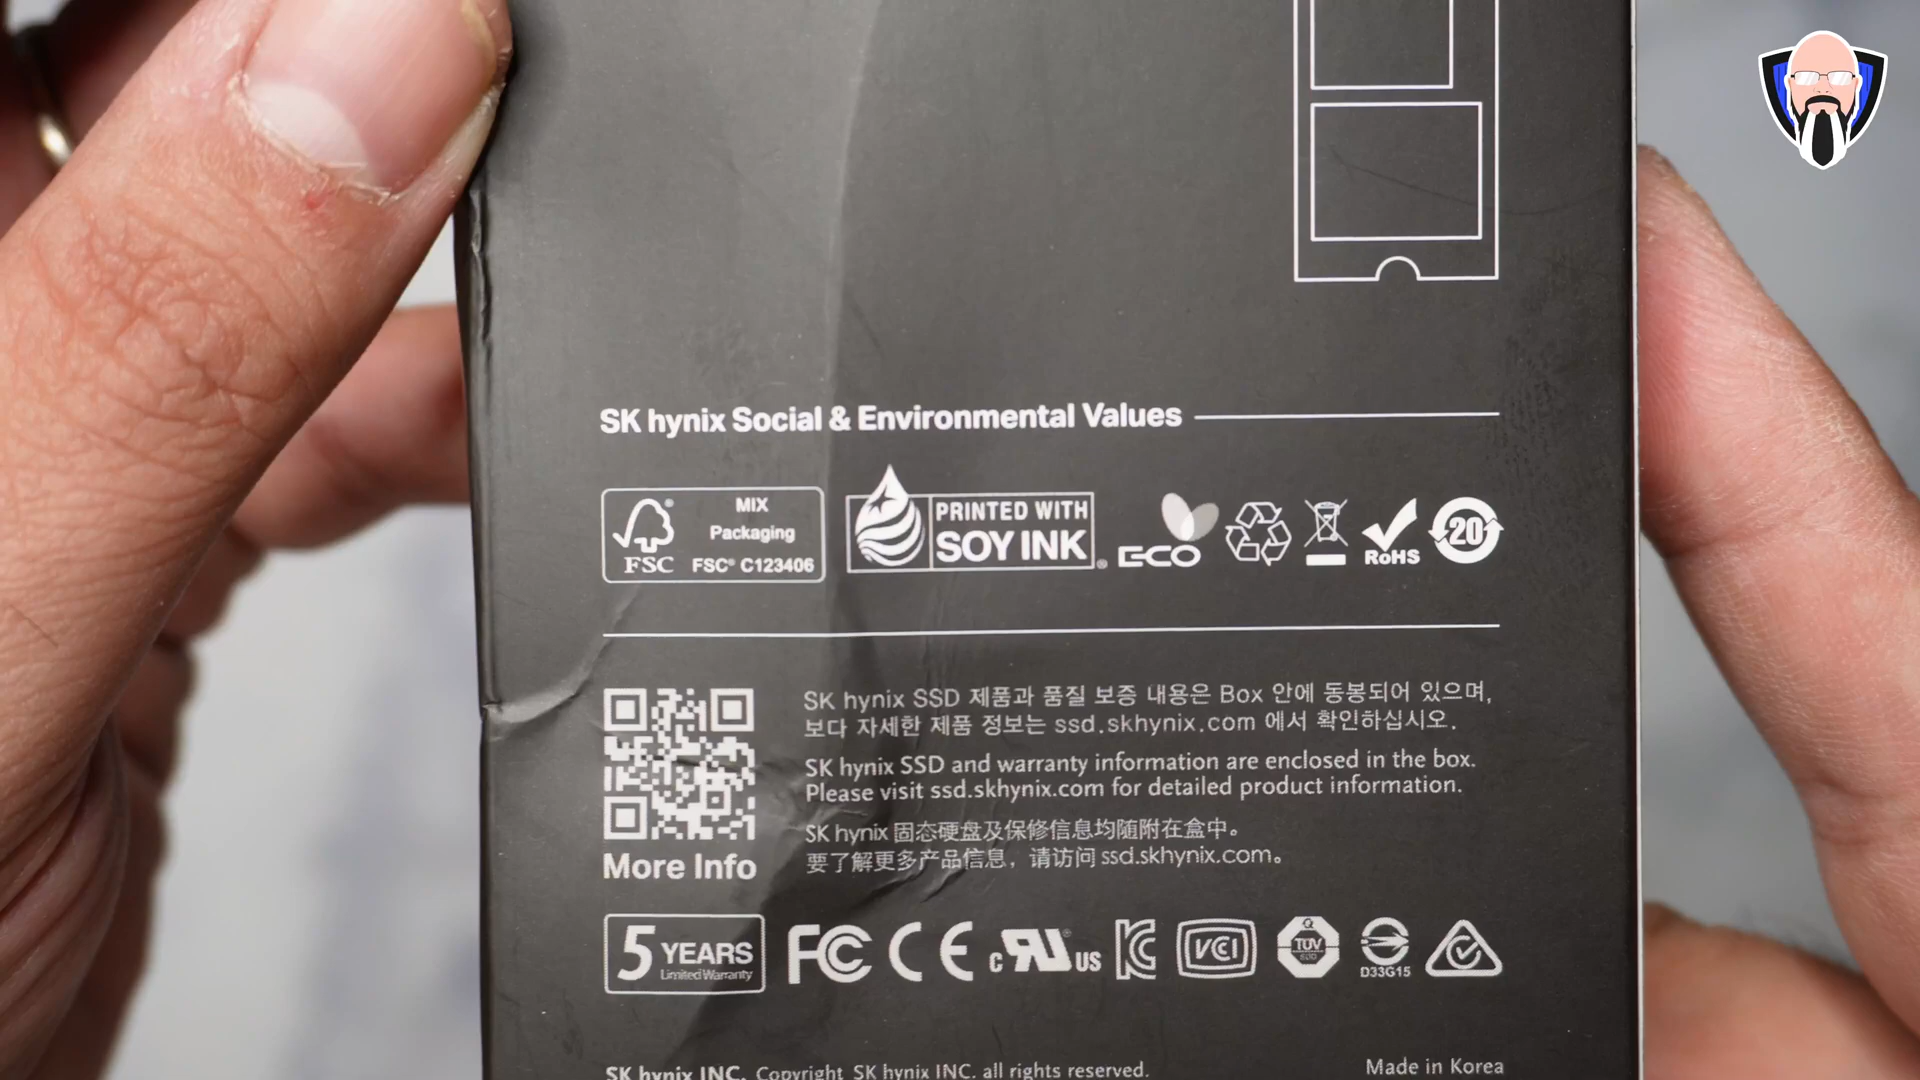 SK hynix Social & Environmental Values
MIX
Packaging
FSC® C123406
FSC
PRINTED WITH
SOY INK
ECO
RoHS
20
SK hynix SSD 제품과 품질 보증 내용은 Box 안에 동봉되어 있으며,
보다 자세한 제품 정보는 ssd.skhynix.com 에서 확인하십시오.
SK hynix SSD and warranty information are enclosed in the box.
Please visit ssd.skhynix.com for detailed product information.
SK hynix 固态硬盘及保修信息均随附在盒中。
要了解更多产品信息，请访问 ssd.skhynix.com。
More Info
5 YEARS
Limited Warranty
FC CE c UL US KC VCI TÜV SÜD D33G15
SK hynix INC. Copyright SK hynix INC. all rights reserved.
Made in Korea